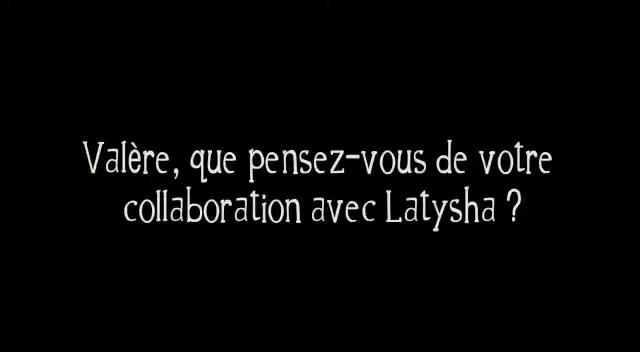 Valère, que pensez-vous de votre
collaboration avec Latysha ?